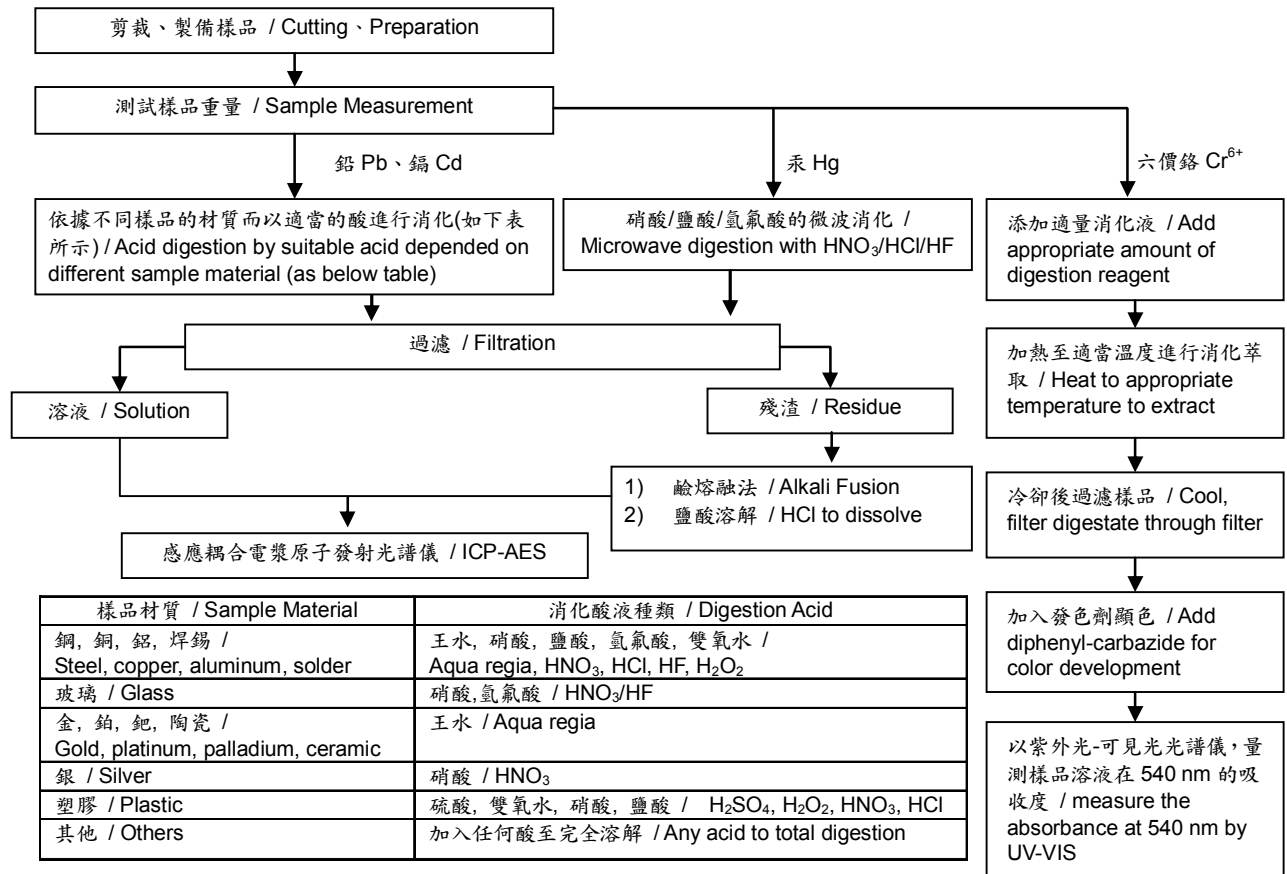 剪裁、製備樣品 / Cutting、Preparation
測試樣品重量 / Sample Measurement
鉛 Pb、鎘 Cd
汞 Hg
六價鉻 Cr6+
依據不同樣品的材質而以適當的酸進行消化(如下表
所示) / Acid digestion by suitable acid depended on
different sample material (as below table)
硝酸/鹽酸/氫氟酸的微波消化 /
Microwave digestion with HNO3/HCl/HF
添加適量消化液 / Add
appropriate amount of
digestion reagent
過濾 / Filtration
加熱至適當溫度進行消化萃
取 / Heat to appropriate
temperature to extract
溶液 / Solution
殘渣 / Residue
1) 鹼熔融法 / Alkali Fusion
2) 鹽酸溶解 / HCl to dissolve
冷卻後過濾樣品 / Cool,
filter digestate through filter
感應耦合電漿原子發射光譜儀 / ICP-AES
加入發色劑顯色 / Add
diphenyl-carbazide for
color development
以紫外光-可見光光譜儀，量
測樣品溶液在 540 nm 的吸
收度 / measure the
absorbance at 540 nm by
UV-VIS
樣品材質 / Sample Material
消化酸液種類 / Digestion Acid
鋼, 銅, 鋁, 焊錫 /
Steel, copper, aluminum, solder
王水, 硝酸, 鹽酸, 氫氟酸, 雙氧水 /
Aqua regia, HNO3, HCl, HF, H2O2
玻璃 / Glass
硝酸,氫氟酸 / HNO3/HF
金, 鉑, 鈀, 陶瓷 /
Gold, platinum, palladium, ceramic
王水 / Aqua regia
銀 / Silver
硝酸 / HNO3
塑膠 / Plastic
硫酸, 雙氧水, 硝酸, 鹽酸 / H2SO4, H2O2, HNO3, HCl
其他 / Others
加入任何酸至完全溶解 / Any acid to total digestion